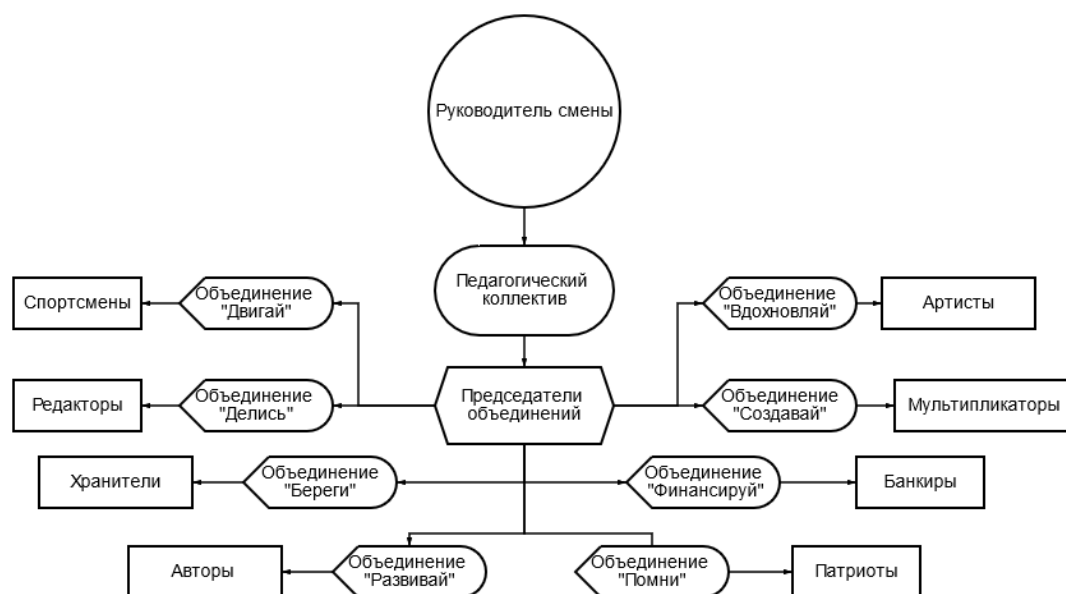 Руководитель смены
Педагогический
коллектив
Спортсмены
Объединение
"Двигай"
Объединение
"Вдохновляй"
Артисты
Редакторы
Объединение
"Делись"
Председатели
объединений
Объединение
"Создавай"
Мультипликаторы
Хранители
Объединение
"Береги"
Объединение
"Финансируй"
Банкиры
Авторы
Объединение
"Развивай"
Объединение
"Помни"
Патриоты